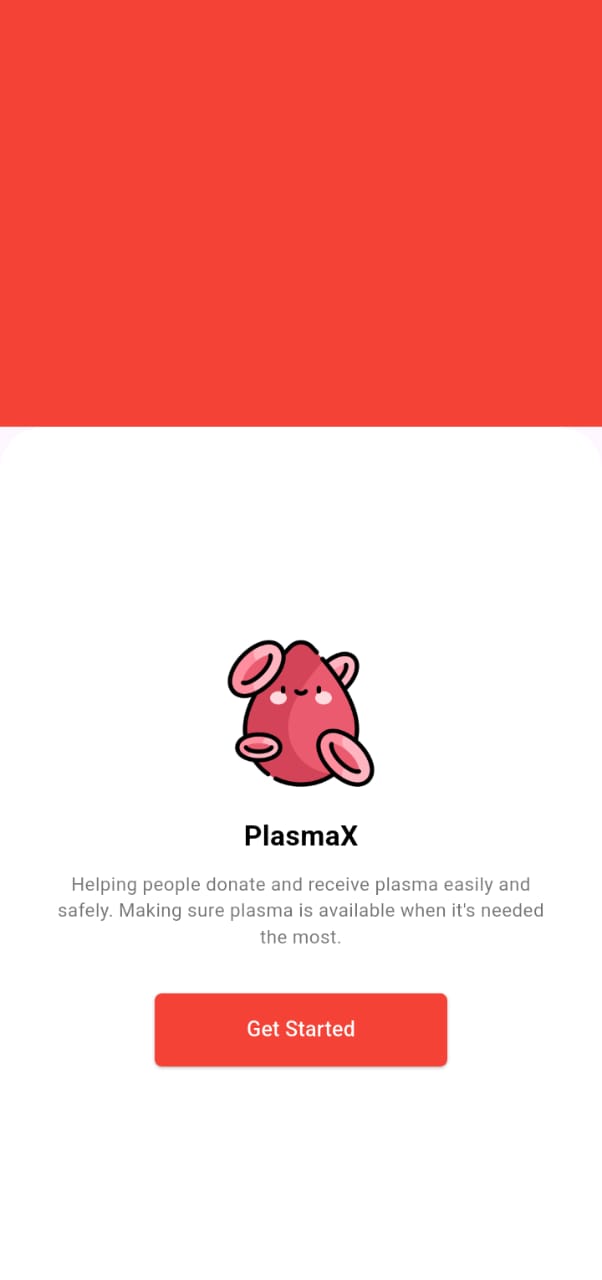 PlasmaX
Helping people donate and receive plasma easily and
safely. Making sure plasma is available when it's needed
the most.
Get Started